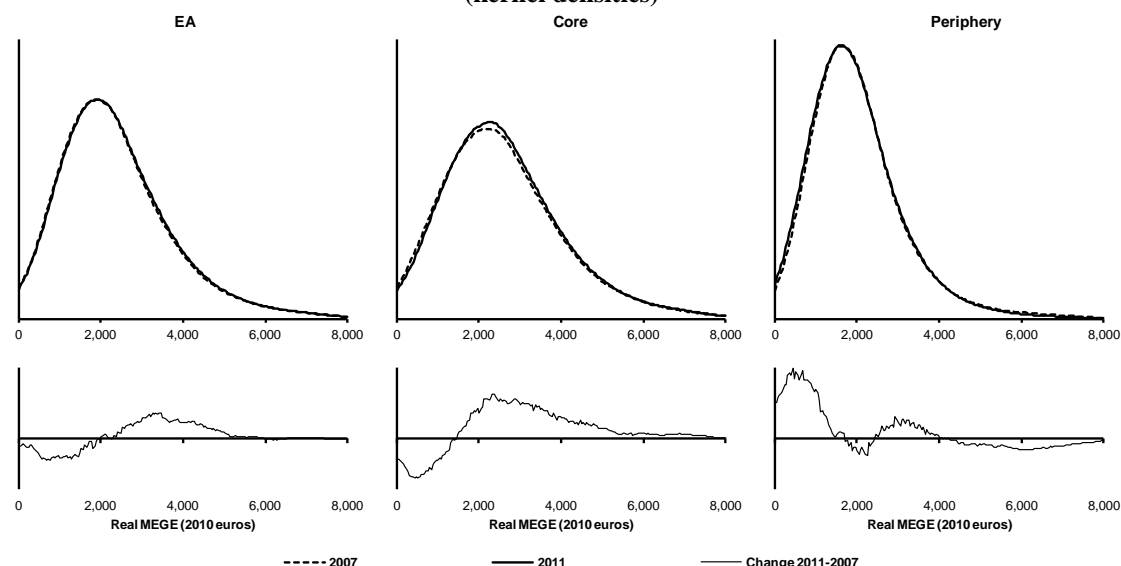 (kernel densities)
EA Core Periphery
0 2,000 4,000 6,000 8,000 0 2,000 4,000 6,000 8,000 0 2,000 4,000 6,000 8,000
0 2,000 4,000 6,000 8,000 0 2,000 4,000 6,000 8,000 0 2,000 4,000 6,000 8,000
Real MEGE (2010 euros) Real MEGE (2010 euros) Real MEGE (2010 euros)
2007 2011 Change 2011-2007